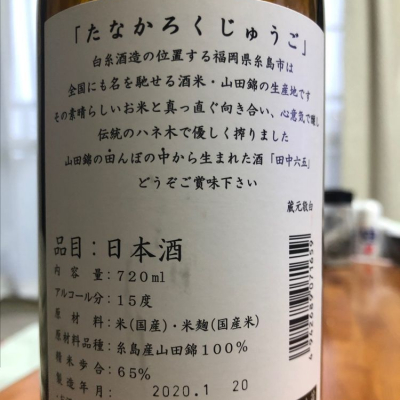 「たなかろくじゅうご」
白糸酒造の位置する福岡県糸島市は
全国にも名を馳せる酒米・山田錦の生産地です
その素晴らしいお米と真っ直ぐ向き合い、心意気で醸し
伝統のハネ木で優しく搾りました
山田錦の田んぼの中から生まれた酒「田中六五」
どうぞご賞味下さい
蔵元敬白
品目：日本酒
内容量：720ml
アルコール分：15度
原材料：米(国産)・米麹(国産米)
原材料品種：糸島産山田錦100%
精米歩合：65%
製造年月：2020.1 20
4942689071659